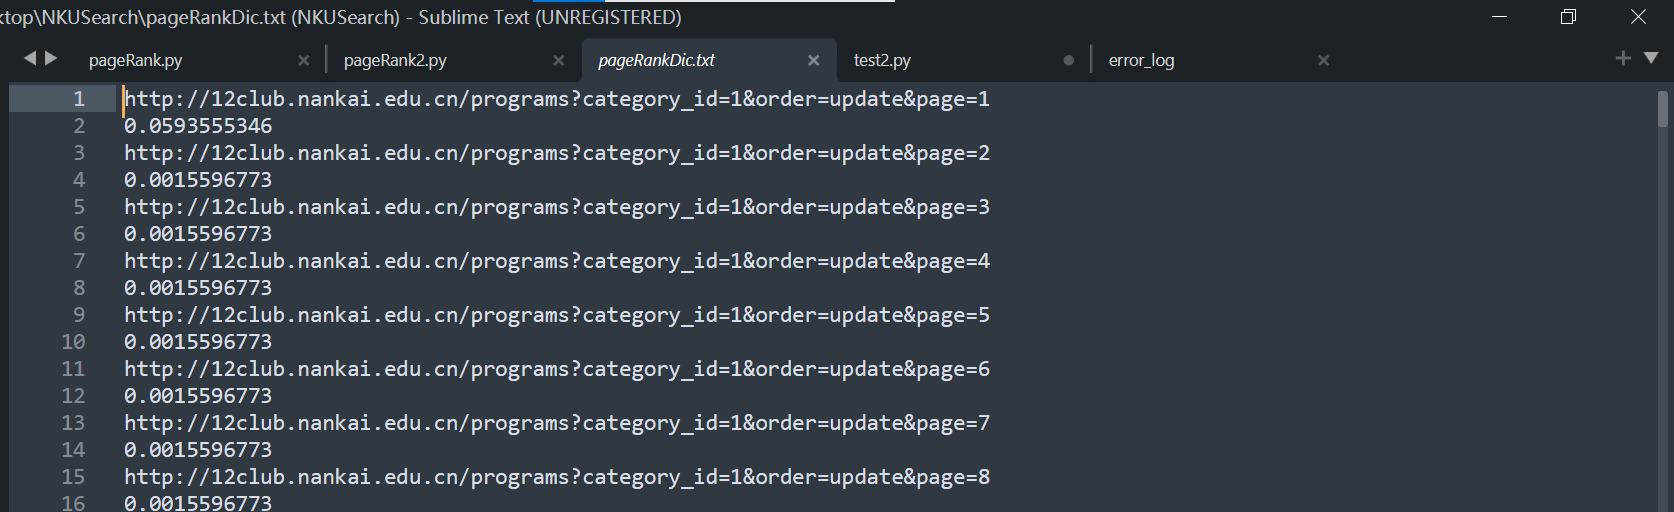 ktop\NKUSearch\pageRankDic.txt (NKUSearch) - Sublime Text (UNREGISTERED)
pageRank.py pageRank2.py pageRankDic.txt test2.py error_log
1 http://12club.nankai.edu.cn/programs?category_id=1&order=update&page=1
2 0.0593555346
3 http://12club.nankai.edu.cn/programs?category_id=1&order=update&page=2
4 0.0015596773
5 http://12club.nankai.edu.cn/programs?category_id=1&order=update&page=3
6 0.0015596773
7 http://12club.nankai.edu.cn/programs?category_id=1&order=update&page=4
8 0.0015596773
9 http://12club.nankai.edu.cn/programs?category_id=1&order=update&page=5
10 0.0015596773
11 http://12club.nankai.edu.cn/programs?category_id=1&order=update&page=6
12 0.0015596773
13 http://12club.nankai.edu.cn/programs?category_id=1&order=update&page=7
14 0.0015596773
15 http://12club.nankai.edu.cn/programs?category_id=1&order=update&page=8
16 0.0015596773